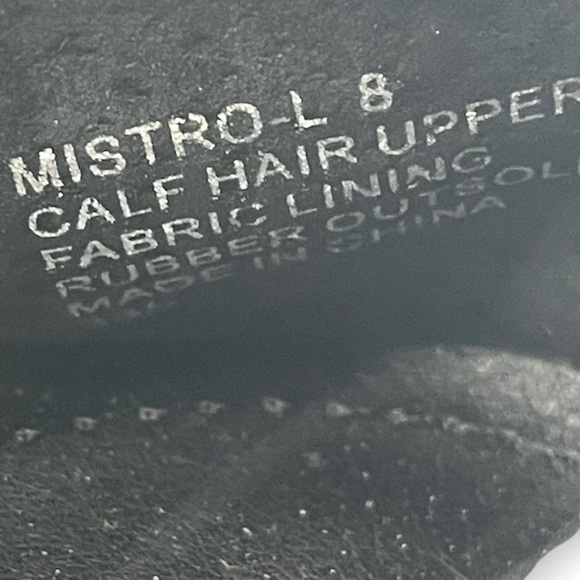 MISTRO-L 8
CALF HAIR UPPER
FABRIC LINING
RUBBER OUTSOLE
MADE IN CHINA